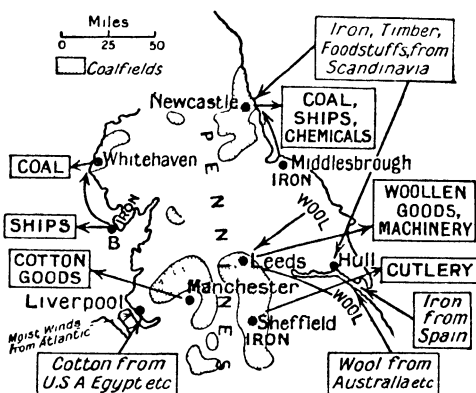 Miles
0 25 50
Coalfields
Iron, Timber,
Foodstuffs, from
Scandinavia
Newcastle
COAL,
SHIPS,
CHEMICALS
COAL
Whitehaven
Middlesbrough
IRON
PENNINES
SHIPS
B
IRON
WOOL
WOOLLEN
GOODS,
MACHINERY
COTTON
GOODS
Leeds
Hull
CUTLERY
Manchester
Liverpool
WOOL
Sheffield
IRON
Iron
from
Spain
Moist Winds
from Atlantic
Cotton from
U.S A Egypt etc
Wool from
Australia etc